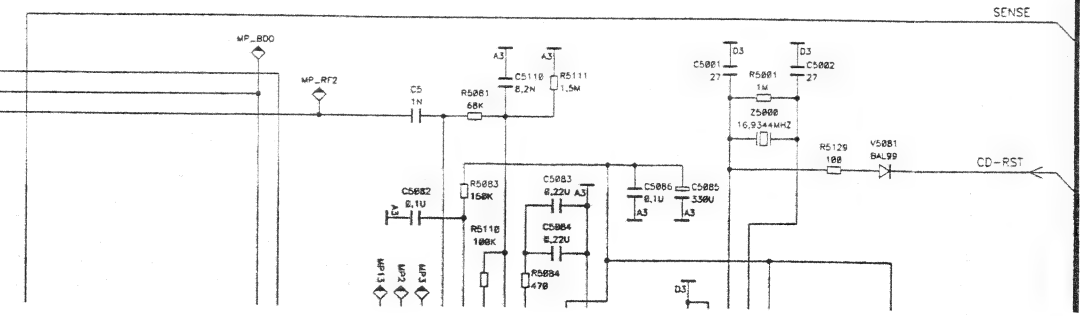 SENSE
MP_BDO
MP_RF2
C5
1N
R5081
68K
A3
C5110
8,2N
A3
R5111
1,5M
D3
C5001
27
D3
C5002
27
R5001
1M
Z5000
16,9344MHZ
R5129
100
V5081
BAL99
CD-RST
C5082
0,1U
A3
R5083
150K
R5110
100K
C5083
0,22U
A3
C5084
0,22U
R5084
470
C5086
0,1U
A3
C5085
330U
A3
MP13
MP2
MP3
D3